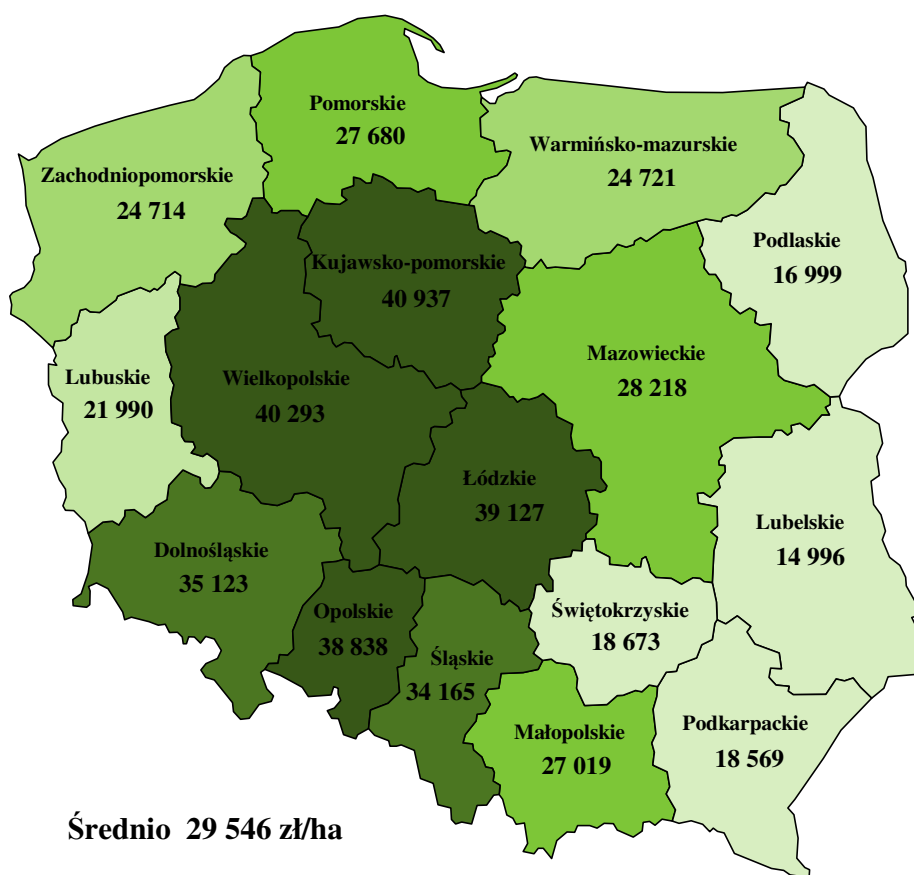 Pomorskie
27 680
Warmińsko-mazurskie
24 721
Zachodniopomorskie
24 714
Podlaskie
16 999
Kujawsko-pomorskie
40 937
Mazowieckie
28 218
Lubuskie
21 990
Wielkopolskie
40 293
Łódzkie
39 127
Lubelskie
14 996
Dolnośląskie
35 123
Opolskie
38 838
Świętokrzyskie
18 673
Śląskie
34 165
Małopolskie
27 019
Podkarpackie
18 569
Średnio 29 546 zł/ha